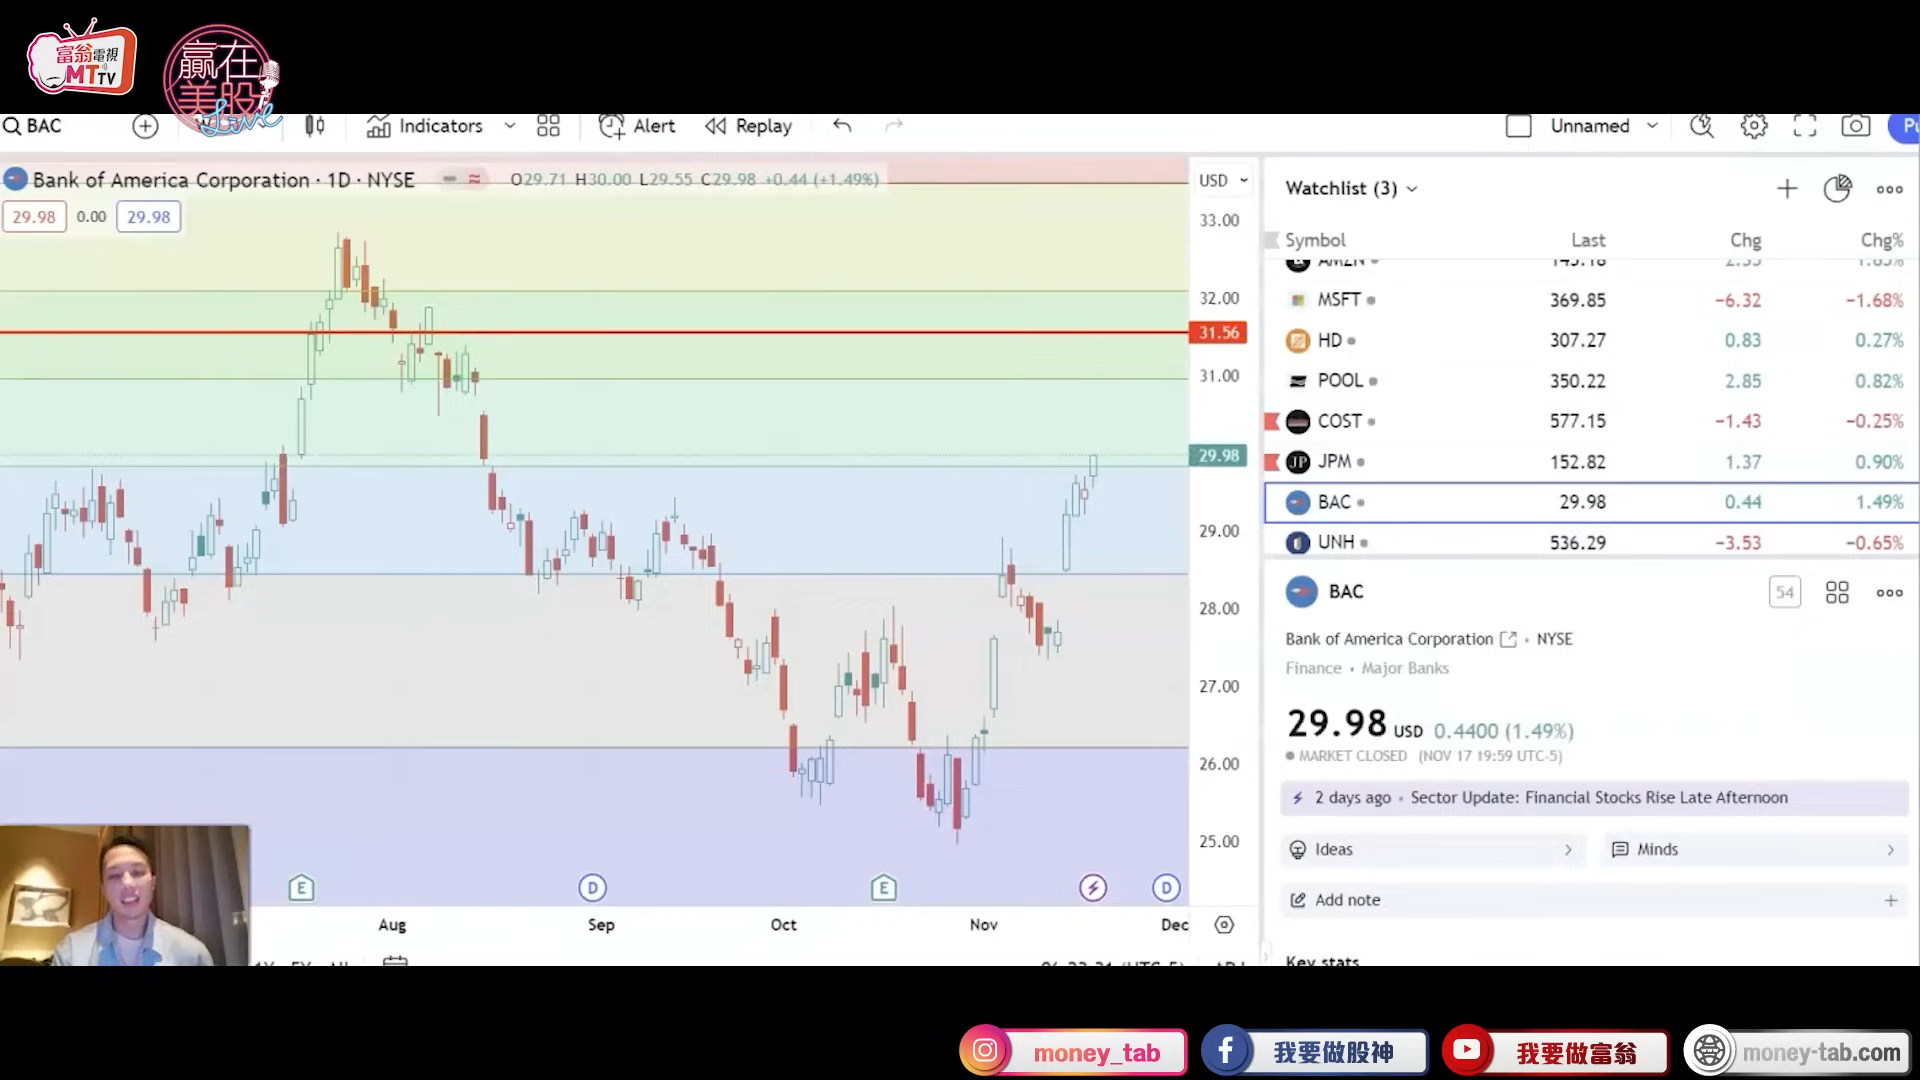 富翁電視
MTTV
贏在
美股
Live
BAC
Indicators
Alert
Replay
Unnamed
Bank of America Corporation · 1D · NYSE
O29.71 H30.00 L29.55 C29.98 +0.44 (+1.49%)
29.98 0.00 29.98
USD
33.00
32.00
31.56
31.00
29.98
29.00
28.00
27.00
26.00
25.00
E D E D
Aug Sep Oct Nov Dec
Watchlist (3)
Symbol Last Chg Chg%
AMZN 145.18
MSFT 369.85 −6.32 −1.68%
HD 307.27 0.83 0.27%
POOL 350.22 2.85 0.82%
COST 577.15 −1.43 −0.25%
JPM 152.82 1.37 0.90%
BAC 29.98 0.44 1.49%
UNH 536.29 −3.53 −0.65%
BAC
54
Bank of America Corporation · NYSE
Finance · Major Banks
29.98 USD 0.4400 (1.49%)
MARKET CLOSED (NOV 17 19:59 UTC-5)
2 days ago · Sector Update: Financial Stocks Rise Late Afternoon
Ideas
Minds
Add note
Key stats
money_tab
我要做股神
我要做富翁
money-tab.com